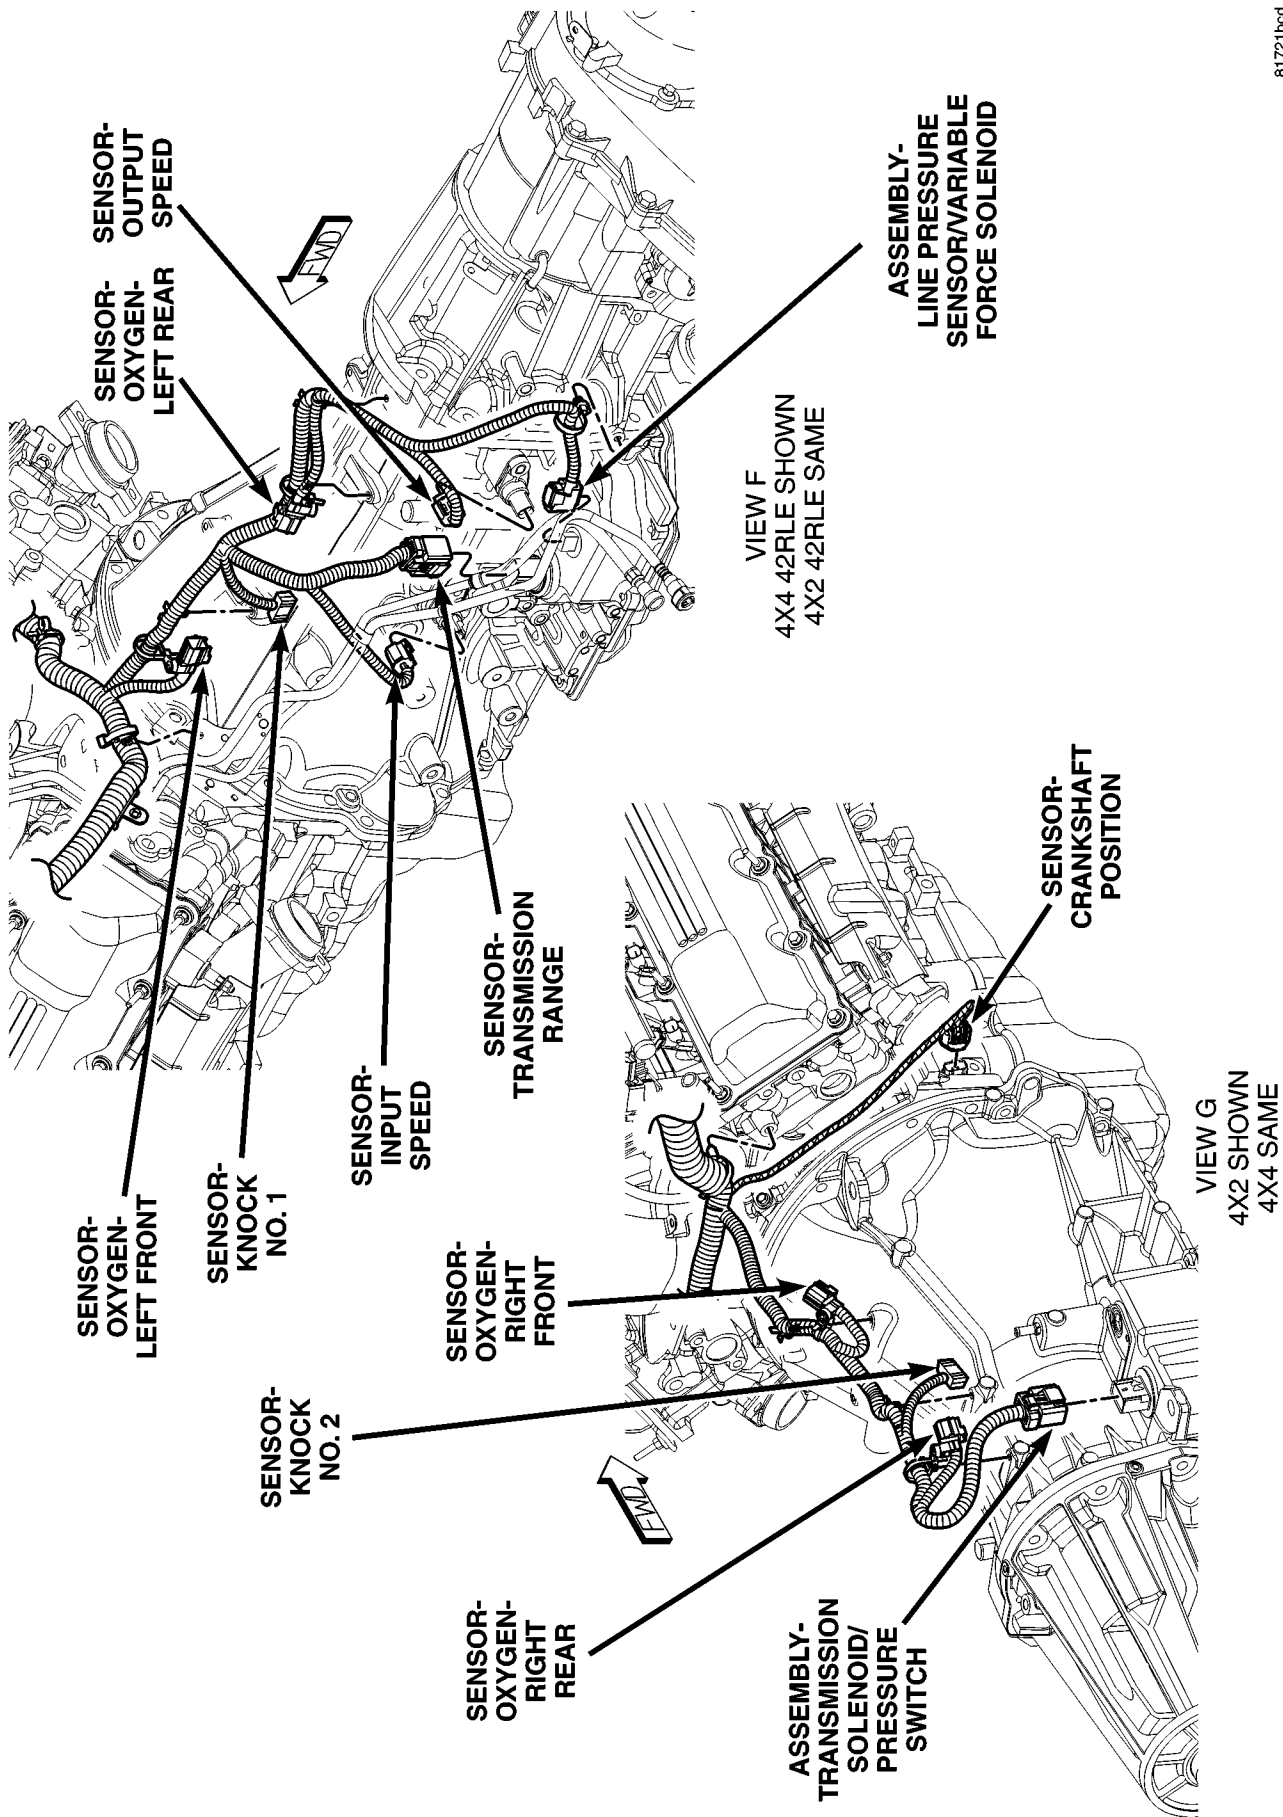 SENSOR-
OXYGEN-
LEFT FRONT
SENSOR-
KNOCK
NO. 1
SENSOR-
INPUT
SPEED
SENSOR-
TRANSMISSION
RANGE
SENSOR-
OXYGEN-
LEFT REAR
SENSOR-
OUTPUT
SPEED
FWD
ASSEMBLY-
LINE PRESSURE
SENSOR/VARIABLE
FORCE SOLENOID
VIEW F
4X4 42RLE SHOWN
4X2 42RLE SAME
SENSOR-
KNOCK
NO. 2
SENSOR-
OXYGEN-
RIGHT
FRONT
SENSOR-
OXYGEN-
RIGHT
REAR
FWD
ASSEMBLY-
TRANSMISSION
SOLENOID/
PRESSURE
SWITCH
SENSOR-
CRANKSHAFT
POSITION
VIEW G
4X2 SHOWN
4X4 SAME
81721bcd